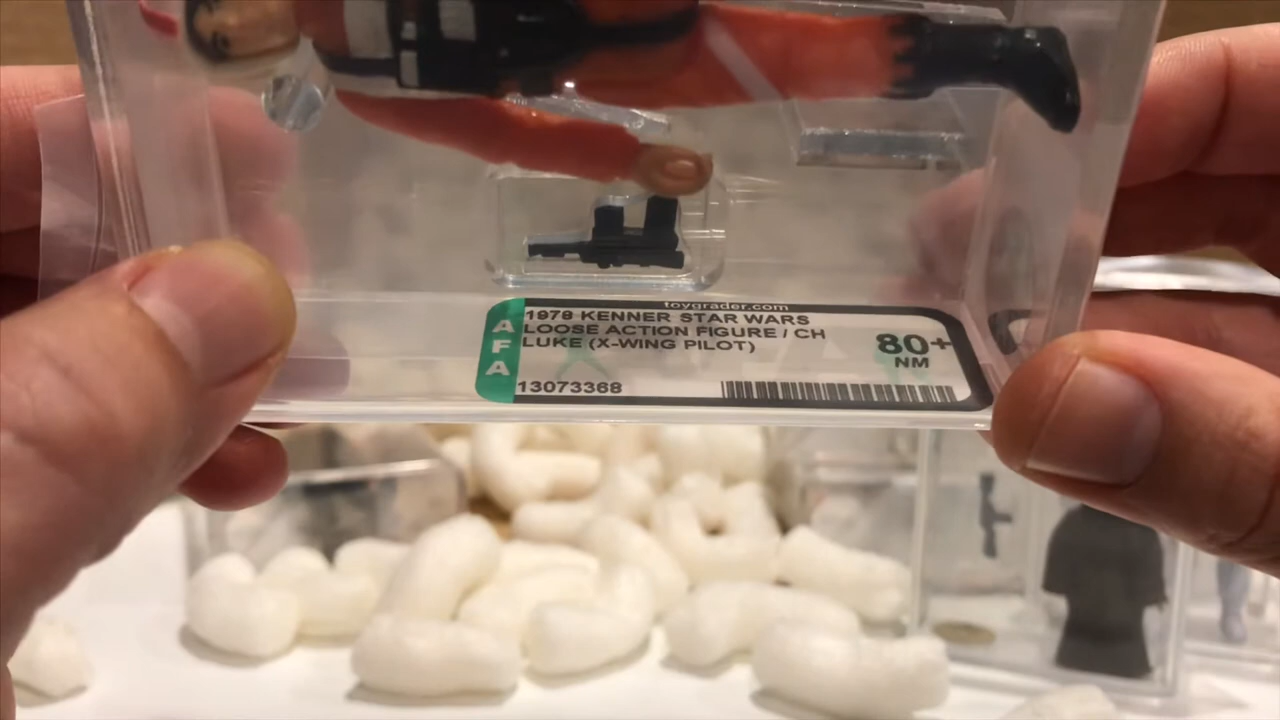 toygrader.com
AFA
1978 KENNER STAR WARS
LOOSE ACTION FIGURE / CH
LUKE (X-WING PILOT)
80+
NM
13073368